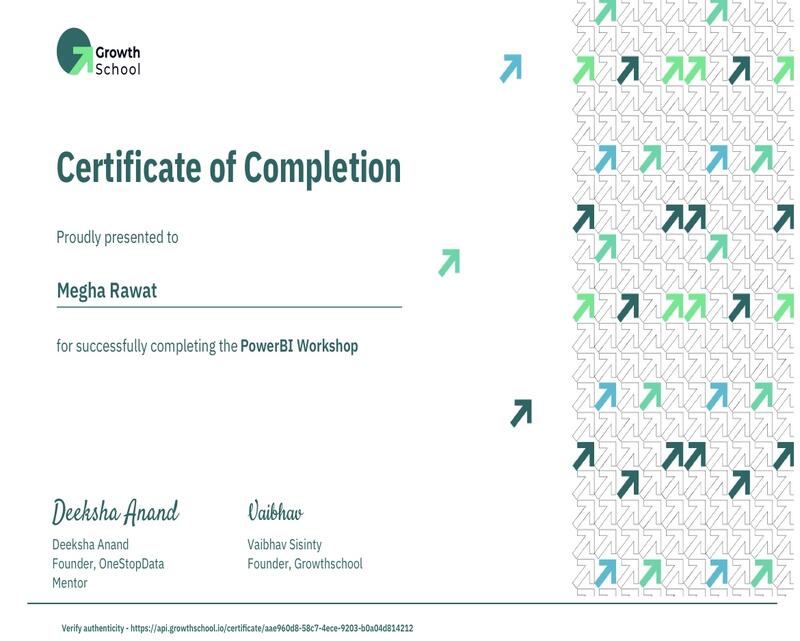 Growth
School
Certificate of Completion
Proudly presented to
Megha Rawat
for successfully completing the PowerBI Workshop
Deeksha Anand
Vaibhav
Deeksha Anand
Founder, OneStopData
Mentor
Vaibhav Sisinty
Founder, Growthschool
Verify authenticity - https://api.growthschool.io/certificate/aae960d8-58c7-4ece-9203-b0a04d814212